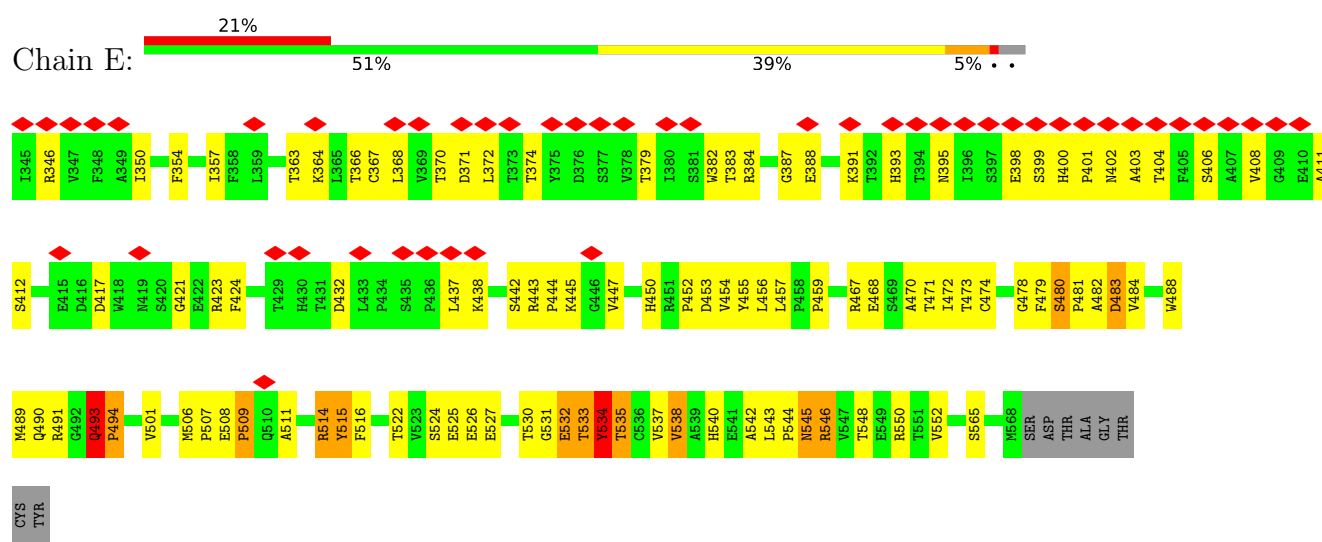 21%
Chain E:
51% 39% 5% • •
I345 R346 V347 F348 A349 I350 F354 I357 F358 L359 T363 K364 L365 T366 C367 L368 V369 T370 D371 L372 T373 T374 Y375 D376 S377 V378 T379 I380 S381 W382 T383 R384 G387 E388 K391 T392 H393 T394 N395 I396 S397 E398 S399 H400 P401 N402 A403 T404 F405 S406 A407 V408 G409 E410 A411
S412 E415 D416 D417 W418 N419 S420 G421 E422 R423 F424 T429 H430 T431 D432 L433 P434 S435 P436 L437 K438 S442 R443 P444 K445 G446 V447 H450 R451 P452 D453 V454 Y455 L456 L457 P458 P459 R467 E468 S469 A470 T471 I472 T473 C474 G478 F479 S480 P481 A482 D483 V484 W488
M489 Q490 R491 G492 Q493 P494 V501 M506 P507 E508 P509 Q510 A511 R514 Y515 F516 T522 V523 S524 E525 E526 E527 T530 G531 E532 T533 Y534 T535 C536 V537 V538 A539 H540 E541 A542 L543 P544 N545 R546 V547 T548 E549 R550 T551 V552 S565 M568 SER ASP THR ALA GLY THR
CYS TYR